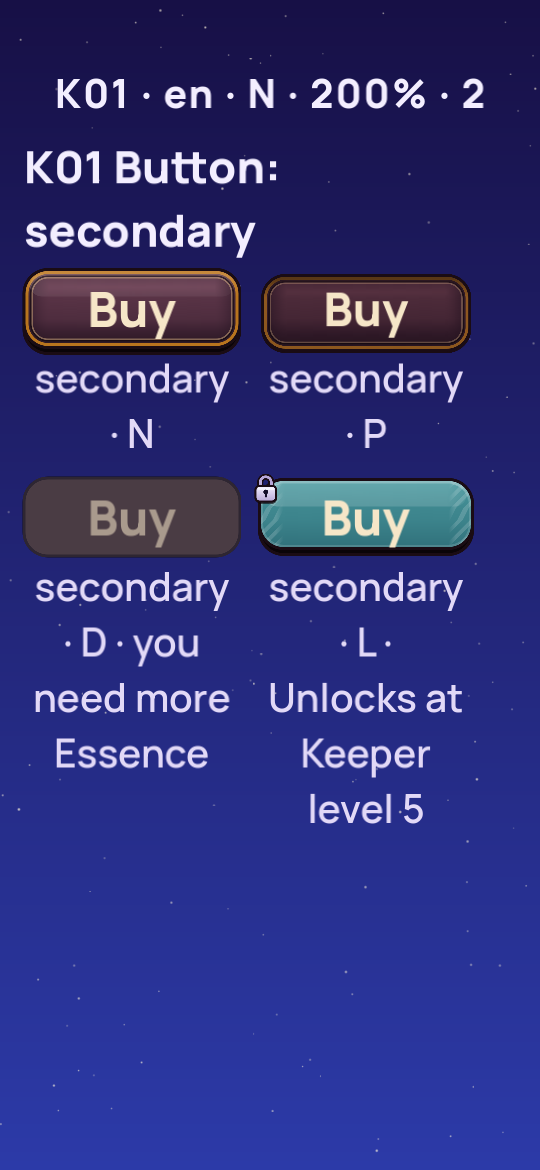 K01 · en · N · 200% · 2
K01 Button:
secondary
Buy
Buy
secondary
· N
secondary
· P
Buy
Buy
secondary
· D · you
need more
Essence
secondary
· L ·
Unlocks at
Keeper
level 5